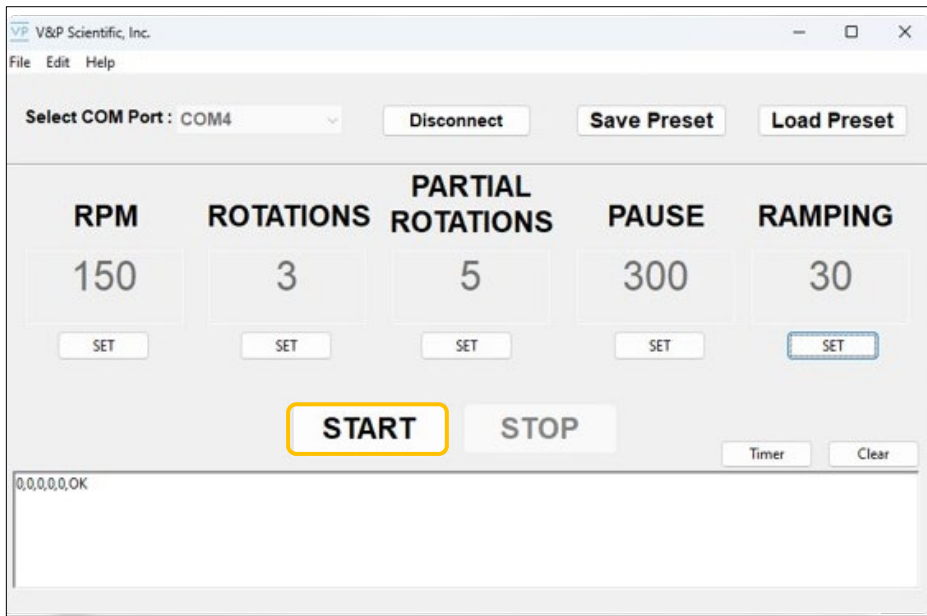 VP V&P Scientific, Inc.
File Edit Help
Select COM Port : COM4 Disconnect Save Preset Load Preset
RPM ROTATIONS PARTIAL ROTATIONS PAUSE RAMPING
150 3 5 300 30
SET SET SET SET SET
START STOP
Timer Clear
0,0,0,0,0,OK